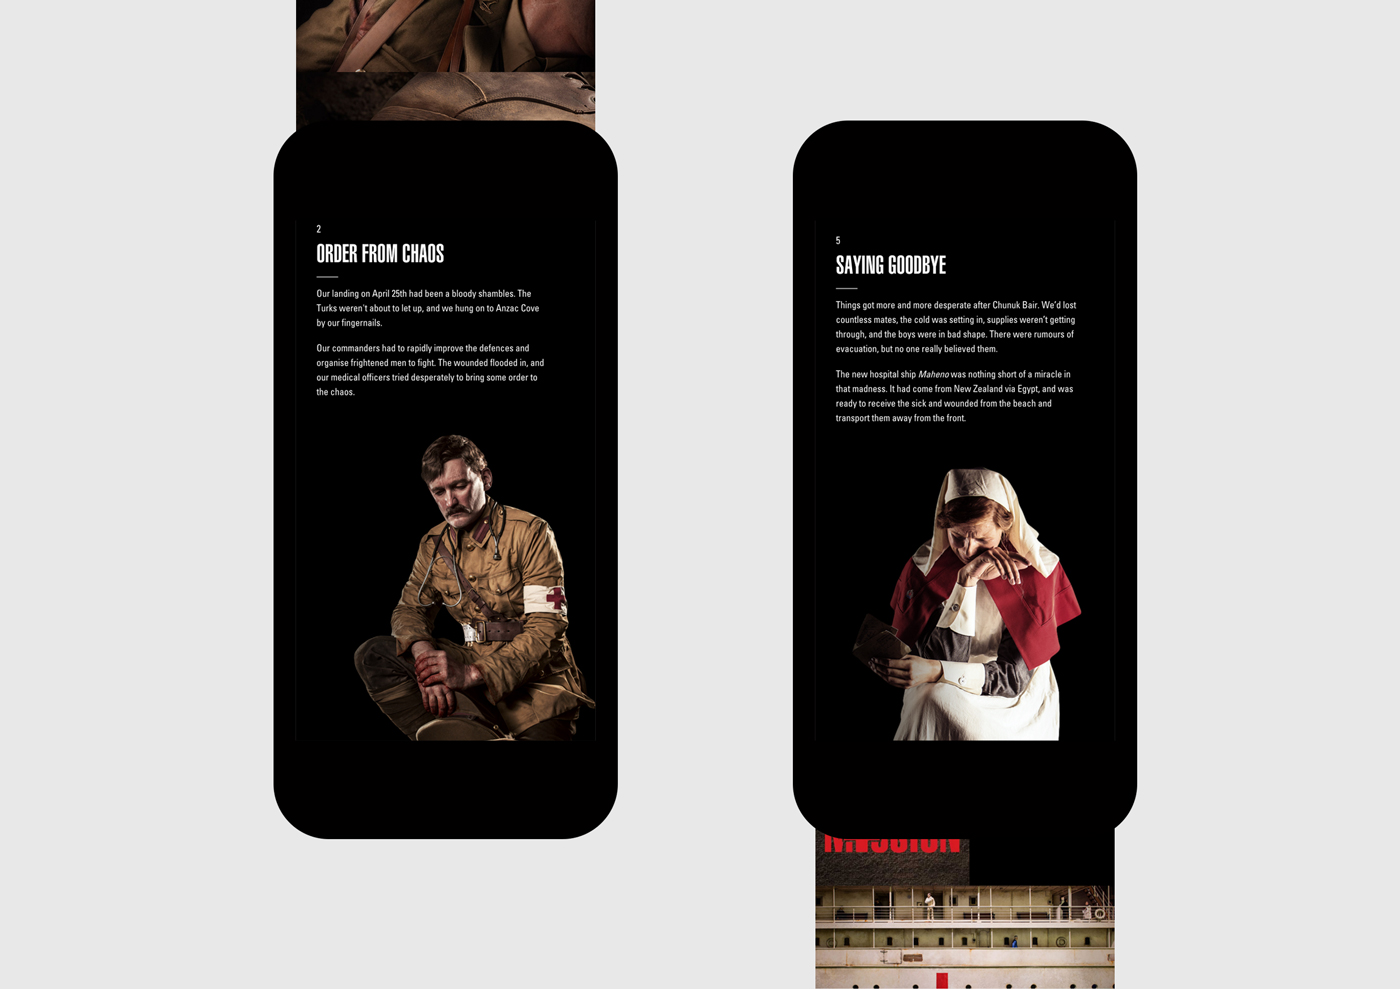 2
ORDER FROM CHAOS
Our landing on April 25th had been a bloody shambles. The
Turks weren't about to let up, and we hung on to Anzac Cove
by our fingernails.
Our commanders had to rapidly improve the defences and
organise frightened men to fight. The wounded flooded in, and
our medical officers tried desperately to bring some order to
the chaos.
5
SAYING GOODBYE
Things got more and more desperate after Chunuk Bair. We'd lost
countless mates, the cold was setting in, supplies weren't getting
through, and the boys were in bad shape. There were rumours of
evacuation, but no one really believed them.
The new hospital ship Maheno was nothing short of a miracle in
that madness. It had come from New Zealand via Egypt, and was
ready to receive the sick and wounded from the beach and
transport them away from the front.
MISSION